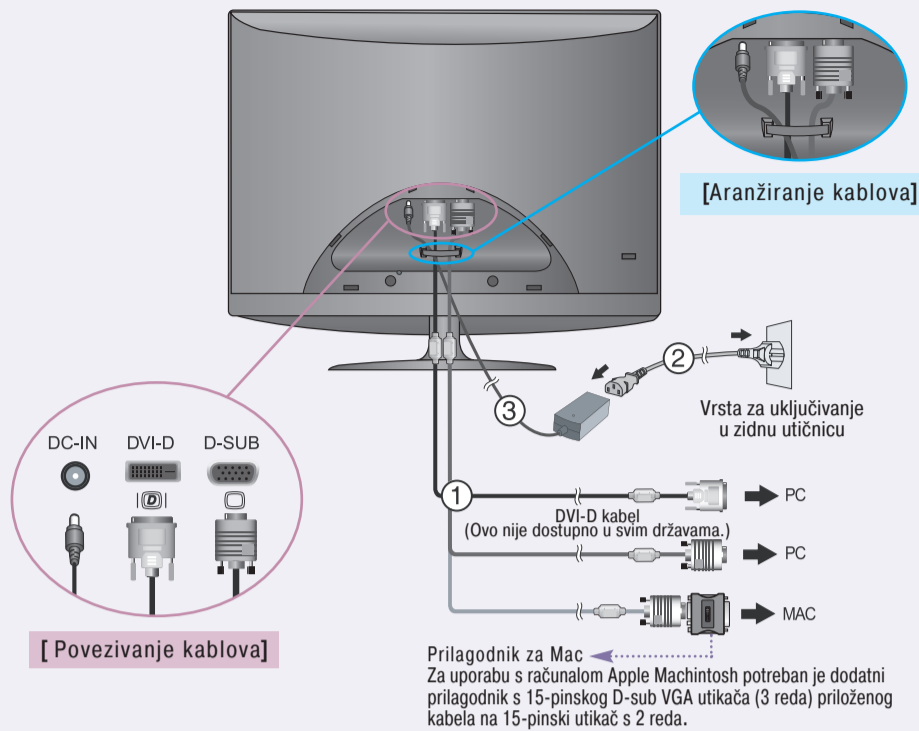 [Aranžiranje kablova]
DC-IN DVI-D D-SUB
[ Povezivanje kablova]
1
2
3
Vrsta za uključivanje
u zidnu utičnicu
DVI-D kabel
(Ovo nije dostupno u svim državama.)
PC
PC
MAC
Prilagodnik za Mac
Za uporabu s računalom Apple Machintosh potreban je dodatni
prilagodnik s 15-pinskog D-sub VGA utikača (3 reda) priloženog
kabela na 15-pinski utikač s 2 reda.